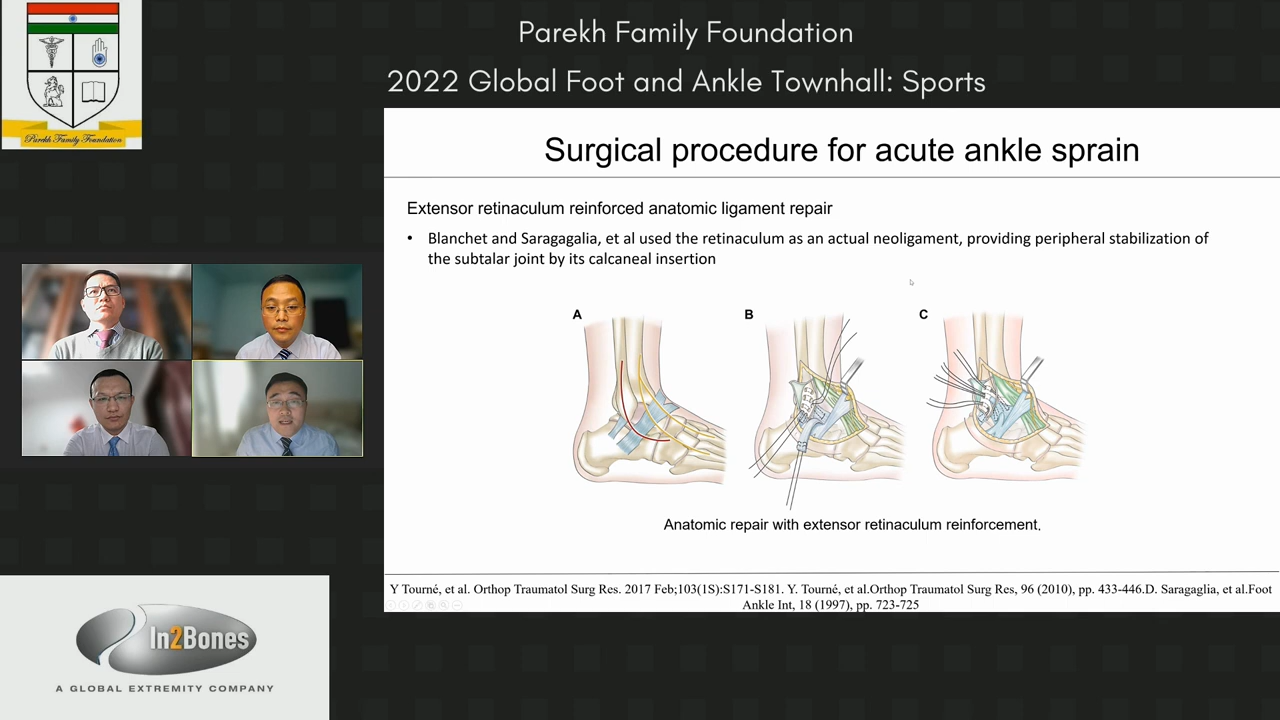 Parekh Family Foundation
2022 Global Foot and Ankle Townhall: Sports
Parekh Family Foundation
Surgical procedure for acute ankle sprain
Extensor retinaculum reinforced anatomic ligament repair
• Blanchet and Saragagalia, et al used the retinaculum as an actual neoligament, providing peripheral stabilization of
the subtalar joint by its calcaneal insertion
A B C
Anatomic repair with extensor retinaculum reinforcement.
Y Tourné, et al. Orthop Traumatol Surg Res. 2017 Feb;103(1S):S171-S181. Y. Tourné, et al.Orthop Traumatol Surg Res, 96 (2010), pp. 433-446.D. Saragaglia, et al.Foot
Ankle Int, 18 (1997), pp. 723-725
In2Bones
A GLOBAL EXTREMITY COMPANY